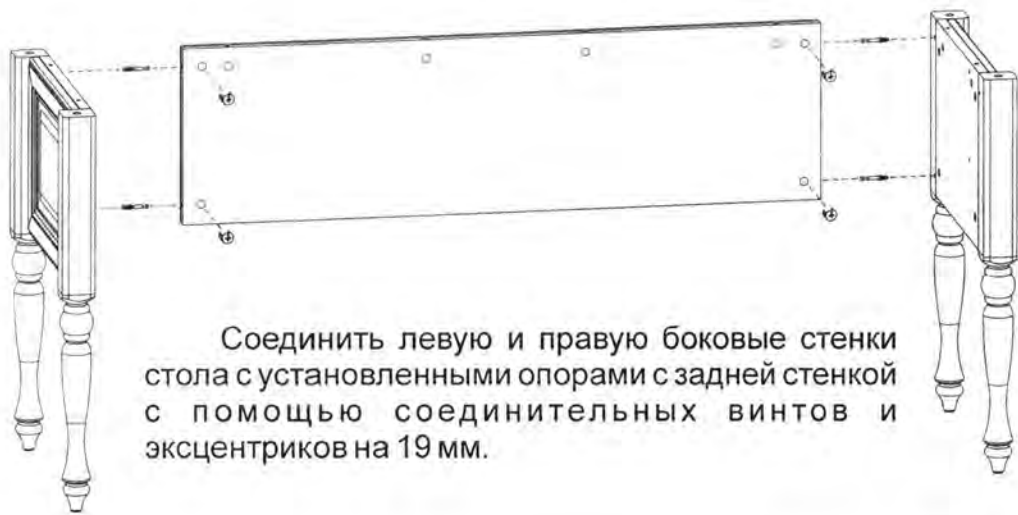 Соединить левую и правую боковые стенки
стола с установленными опорами с задней стенкой
с помощью соединительных винтов и
эксцентриков на 19 мм.